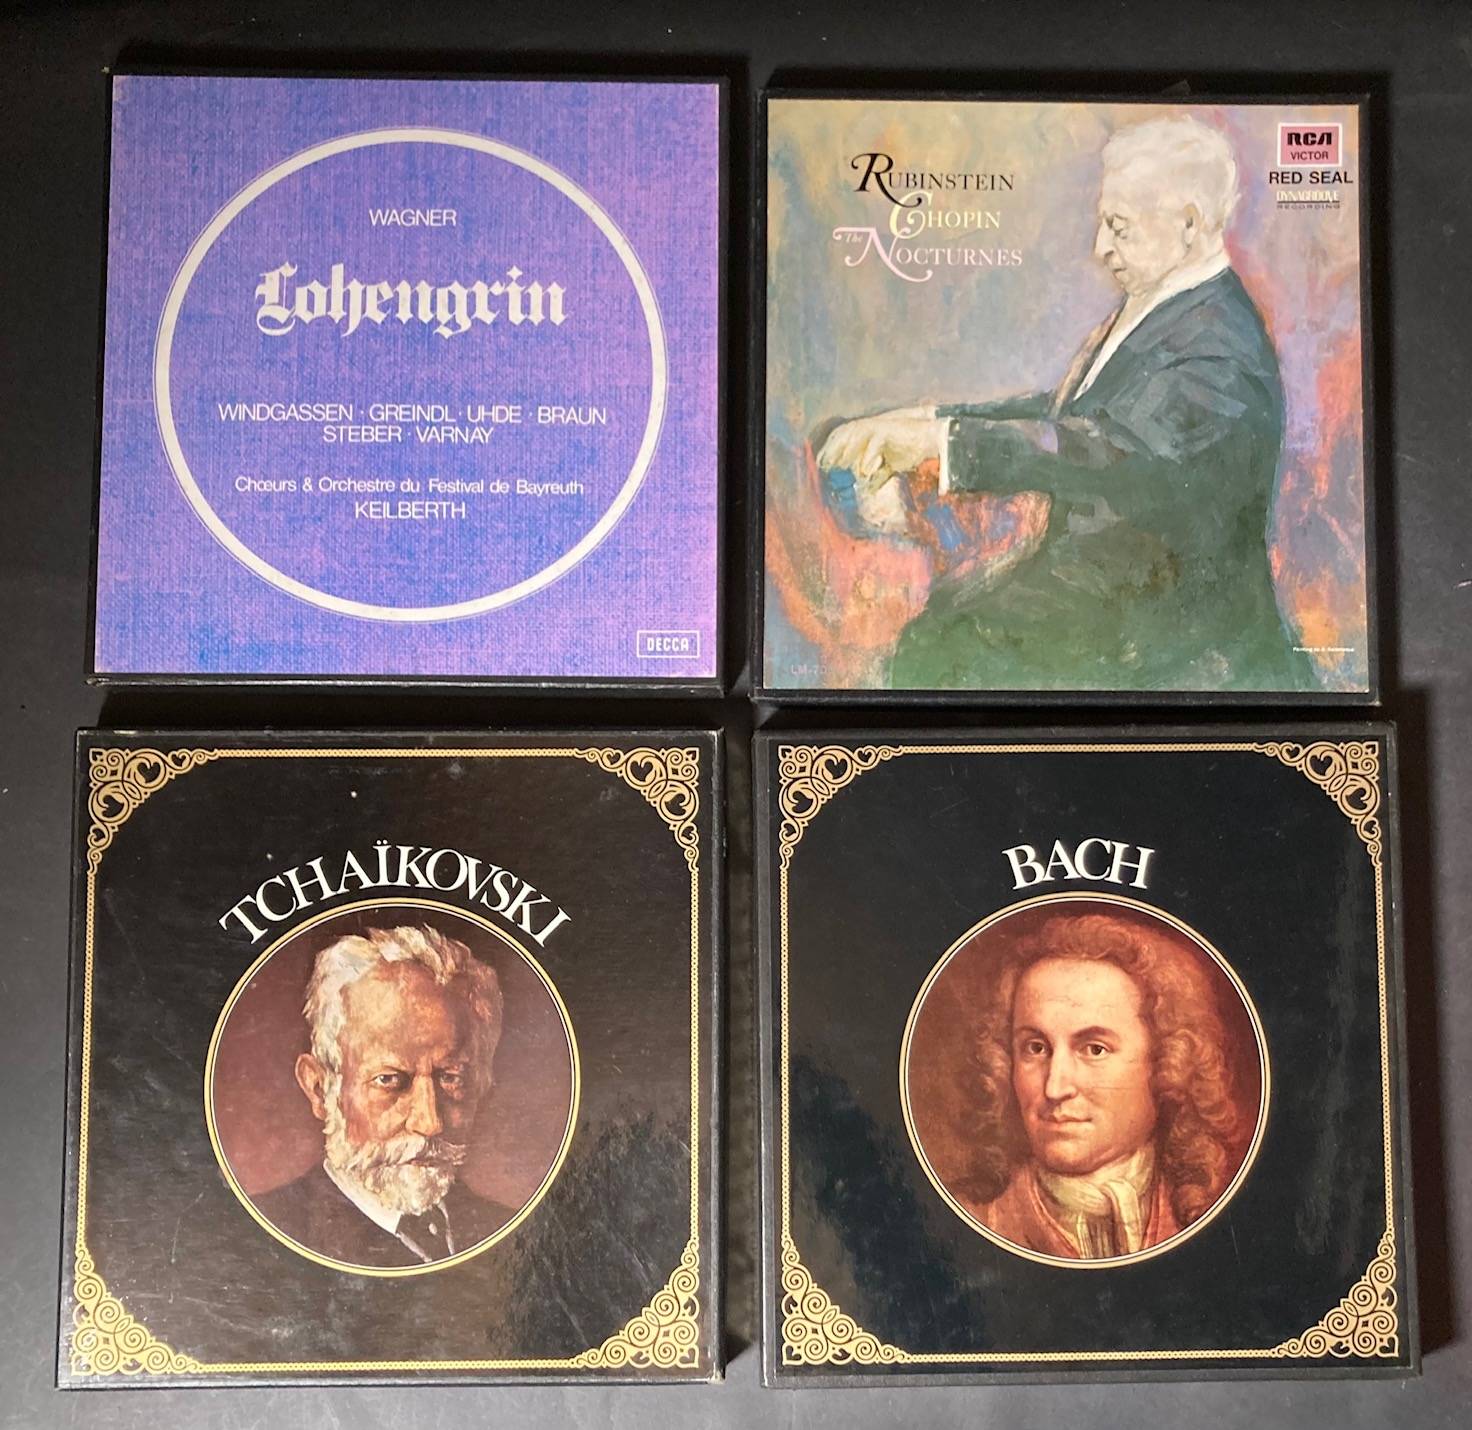 WAGNER
Lohengrin
WINDGASSEN · GREINDL · UHDE · BRAUN
STEBER · VARNAY
Chœurs & Orchestre du Festival de Bayreuth
KEILBERTH
DECCA
RUBINSTEIN
CHOPIN
The NOCTURNES
RCA
VICTOR
RED SEAL
DYNAGROOVE
RECORDING
TCHAÏKOVSKI
BACH